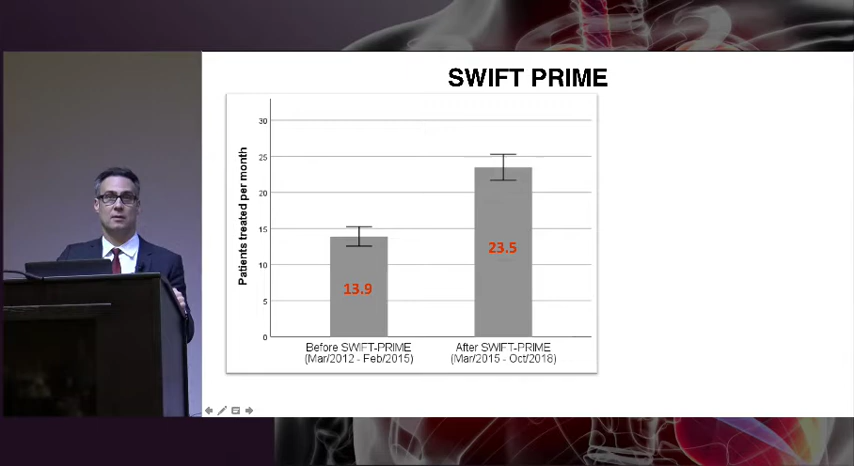 SWIFT PRIME
Patients treated per month
30
25
20
15
10
5
0
13.9
23.5
Before SWIFT-PRIME
(Mar/2012 - Feb/2015)
After SWIFT-PRIME
(Mar/2015 - Oct/2018)